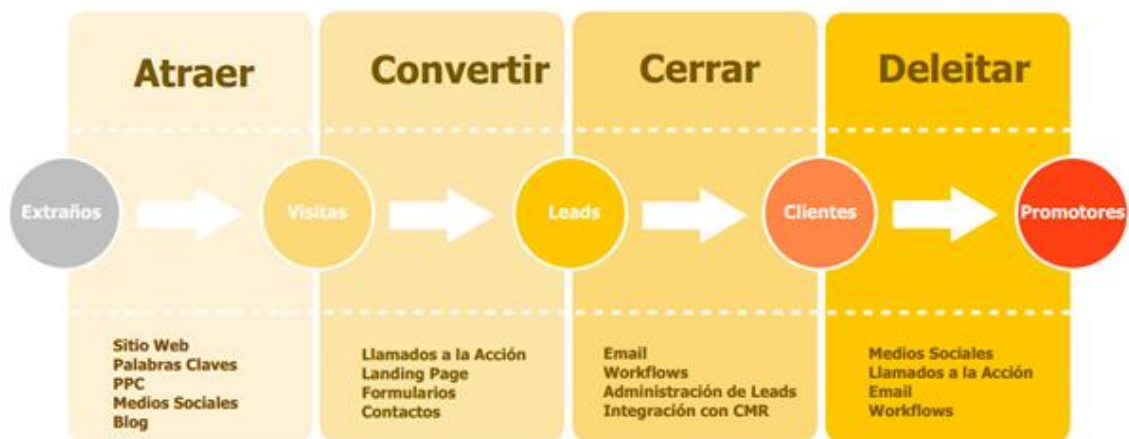 Atraer
Convertir
Cerrar
Deleitar
Extraños
Visitas
Leads
Clientes
Promotores
Sitio Web
Palabras Claves
PPC
Medios Sociales
Blog
Llamados a la Acción
Landing Page
Formularios
Contactos
Email
Workflows
Administración de Leads
Integración con CMR
Medios Sociales
Llamados a la Acción
Email
Workflows